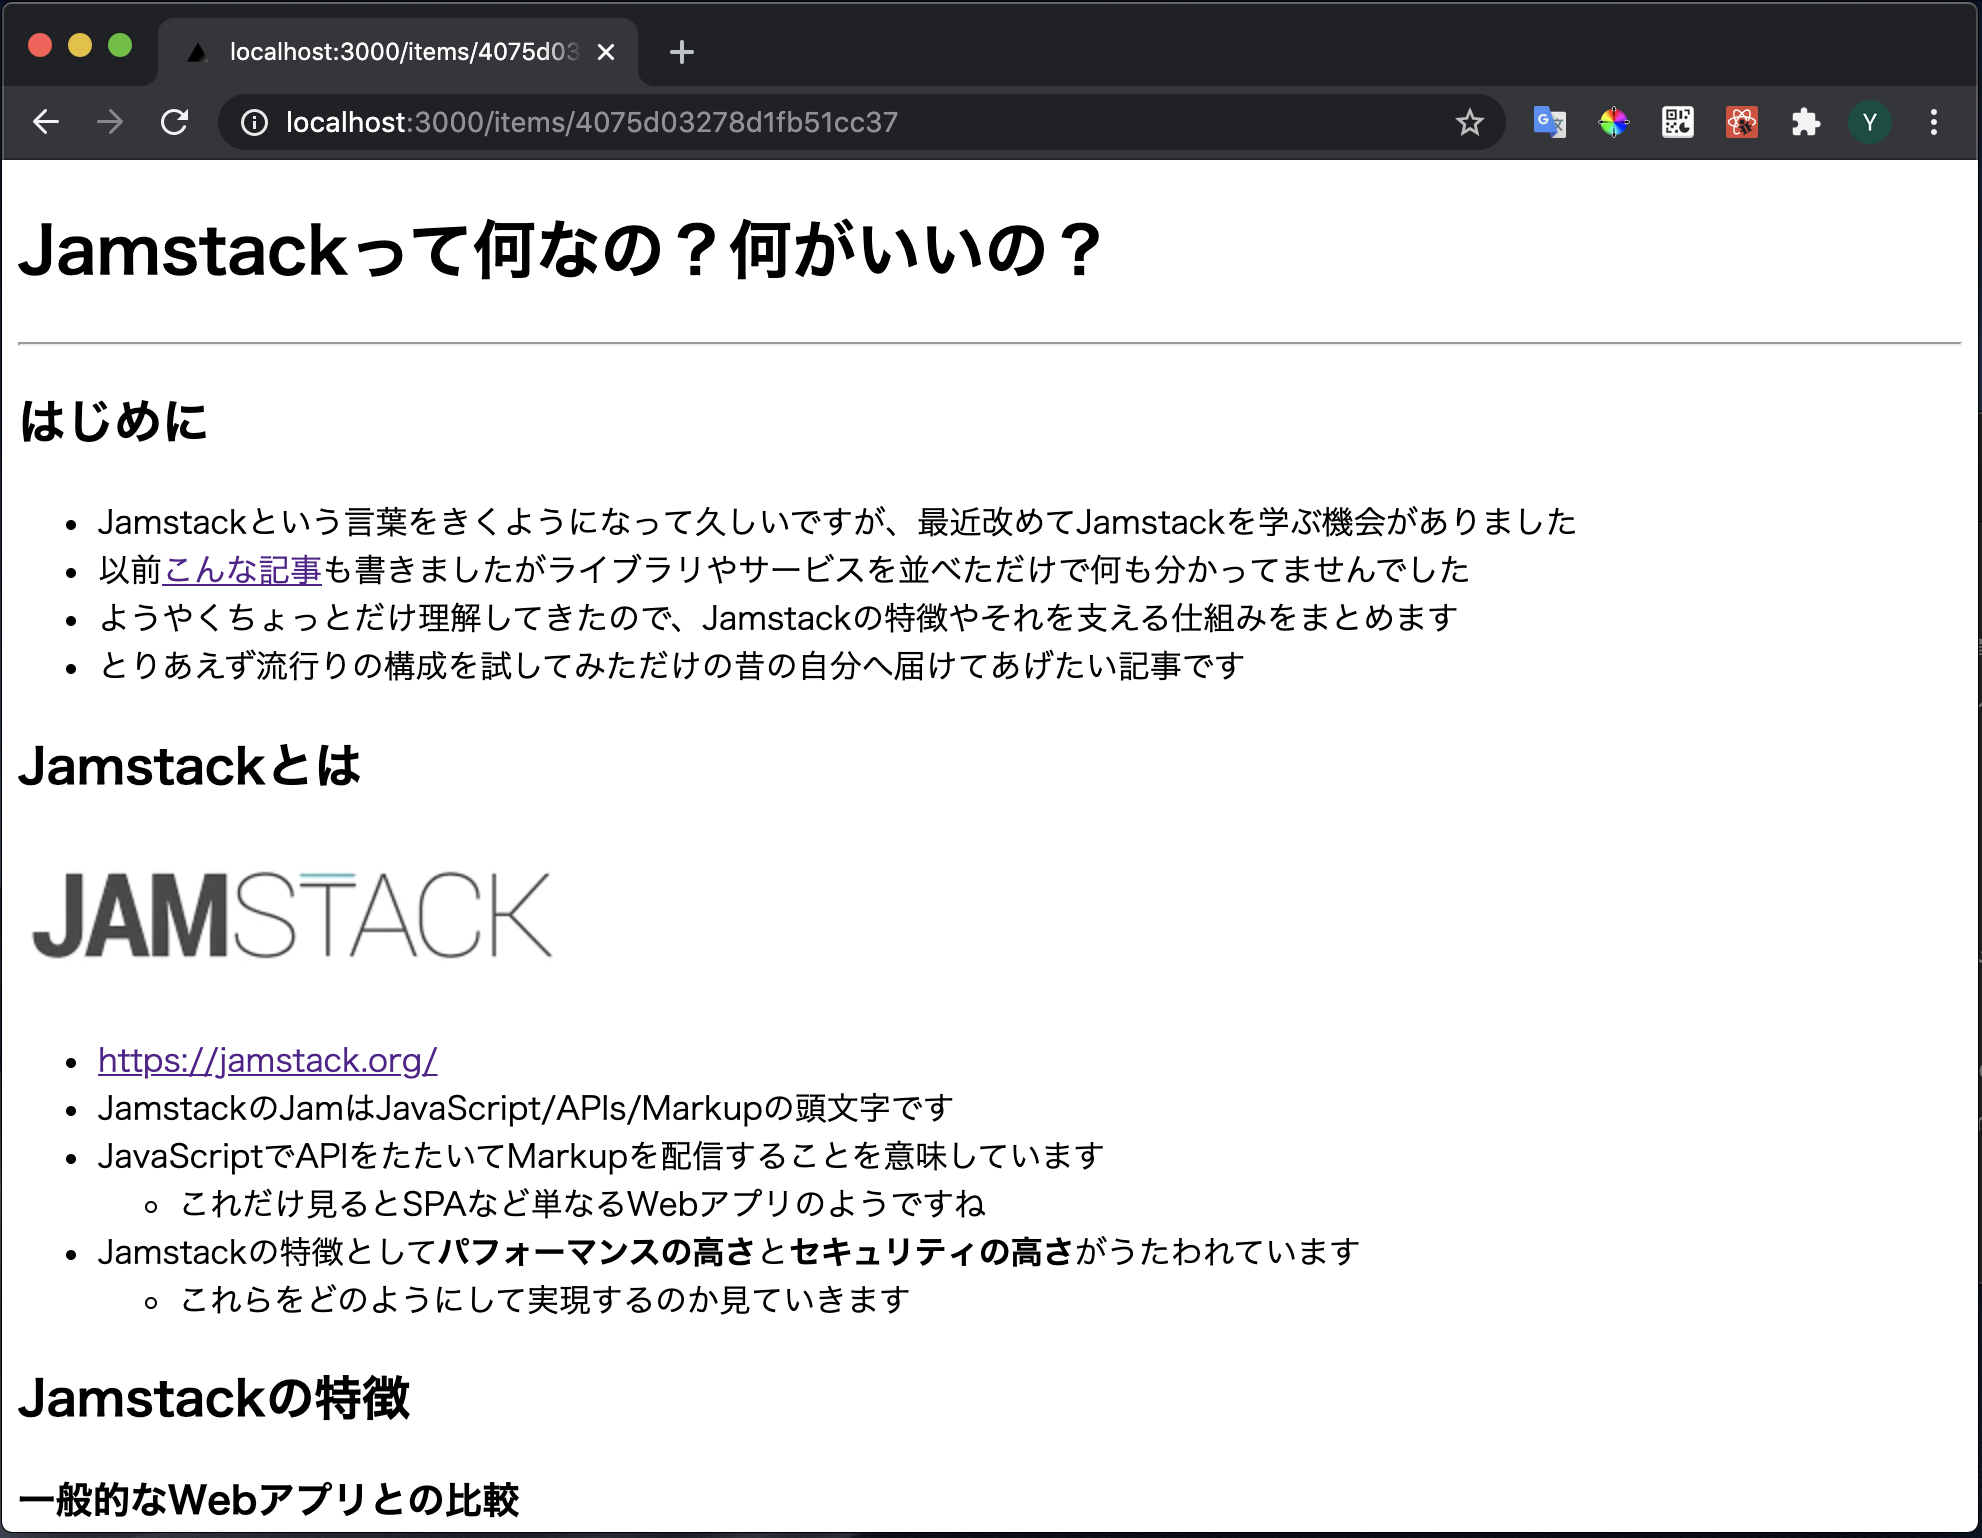 localhost:3000/items/4075d03
localhost:3000/items/4075d03278d1fb51cc37
Y
Jamstackって何なの？何がいいの？
はじめに
Jamstackという言葉をきくようになって久しいですが、最近改めてJamstackを学ぶ機会がありました
以前こんな記事も書きましたがライブラリやサービスを並べただけで何も分かってませんでした
ようやくちょっとだけ理解してきたので、Jamstackの特徴やそれを支える仕組みをまとめます
とりあえず流行りの構成を試してみただけの昔の自分へ届けてあげたい記事です
Jamstackとは
JAMSTACK
https://jamstack.org/
JamstackのJamはJavaScript/APIs/Markupの頭文字です
JavaScriptでAPIをたたいてMarkupを配信することを意味しています
これだけ見るとSPAなど単なるWebアプリのようですね
Jamstackの特徴としてパフォーマンスの高さとセキュリティの高さがうたわれています
これらをどのようにして実現するのか見ていきます
Jamstackの特徴
一般的なWebアプリとの比較